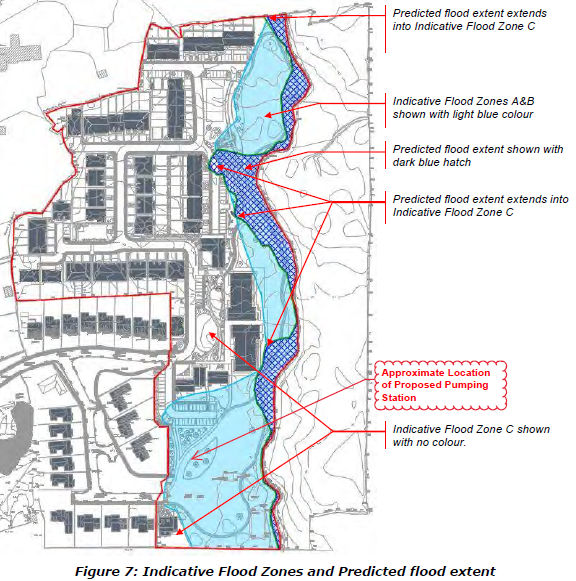 Predicted flood extent extends
into Indicative Flood Zone C
Indicative Flood Zones A&B
shown with light blue colour
Predicted flood extent shown with
dark blue hatch
Predicted flood extent extends into
Indicative Flood Zone C
Approximate Location
of Proposed Pumping
Station
Indicative Flood Zone C shown
with no colour.
Figure 7: Indicative Flood Zones and Predicted flood extent